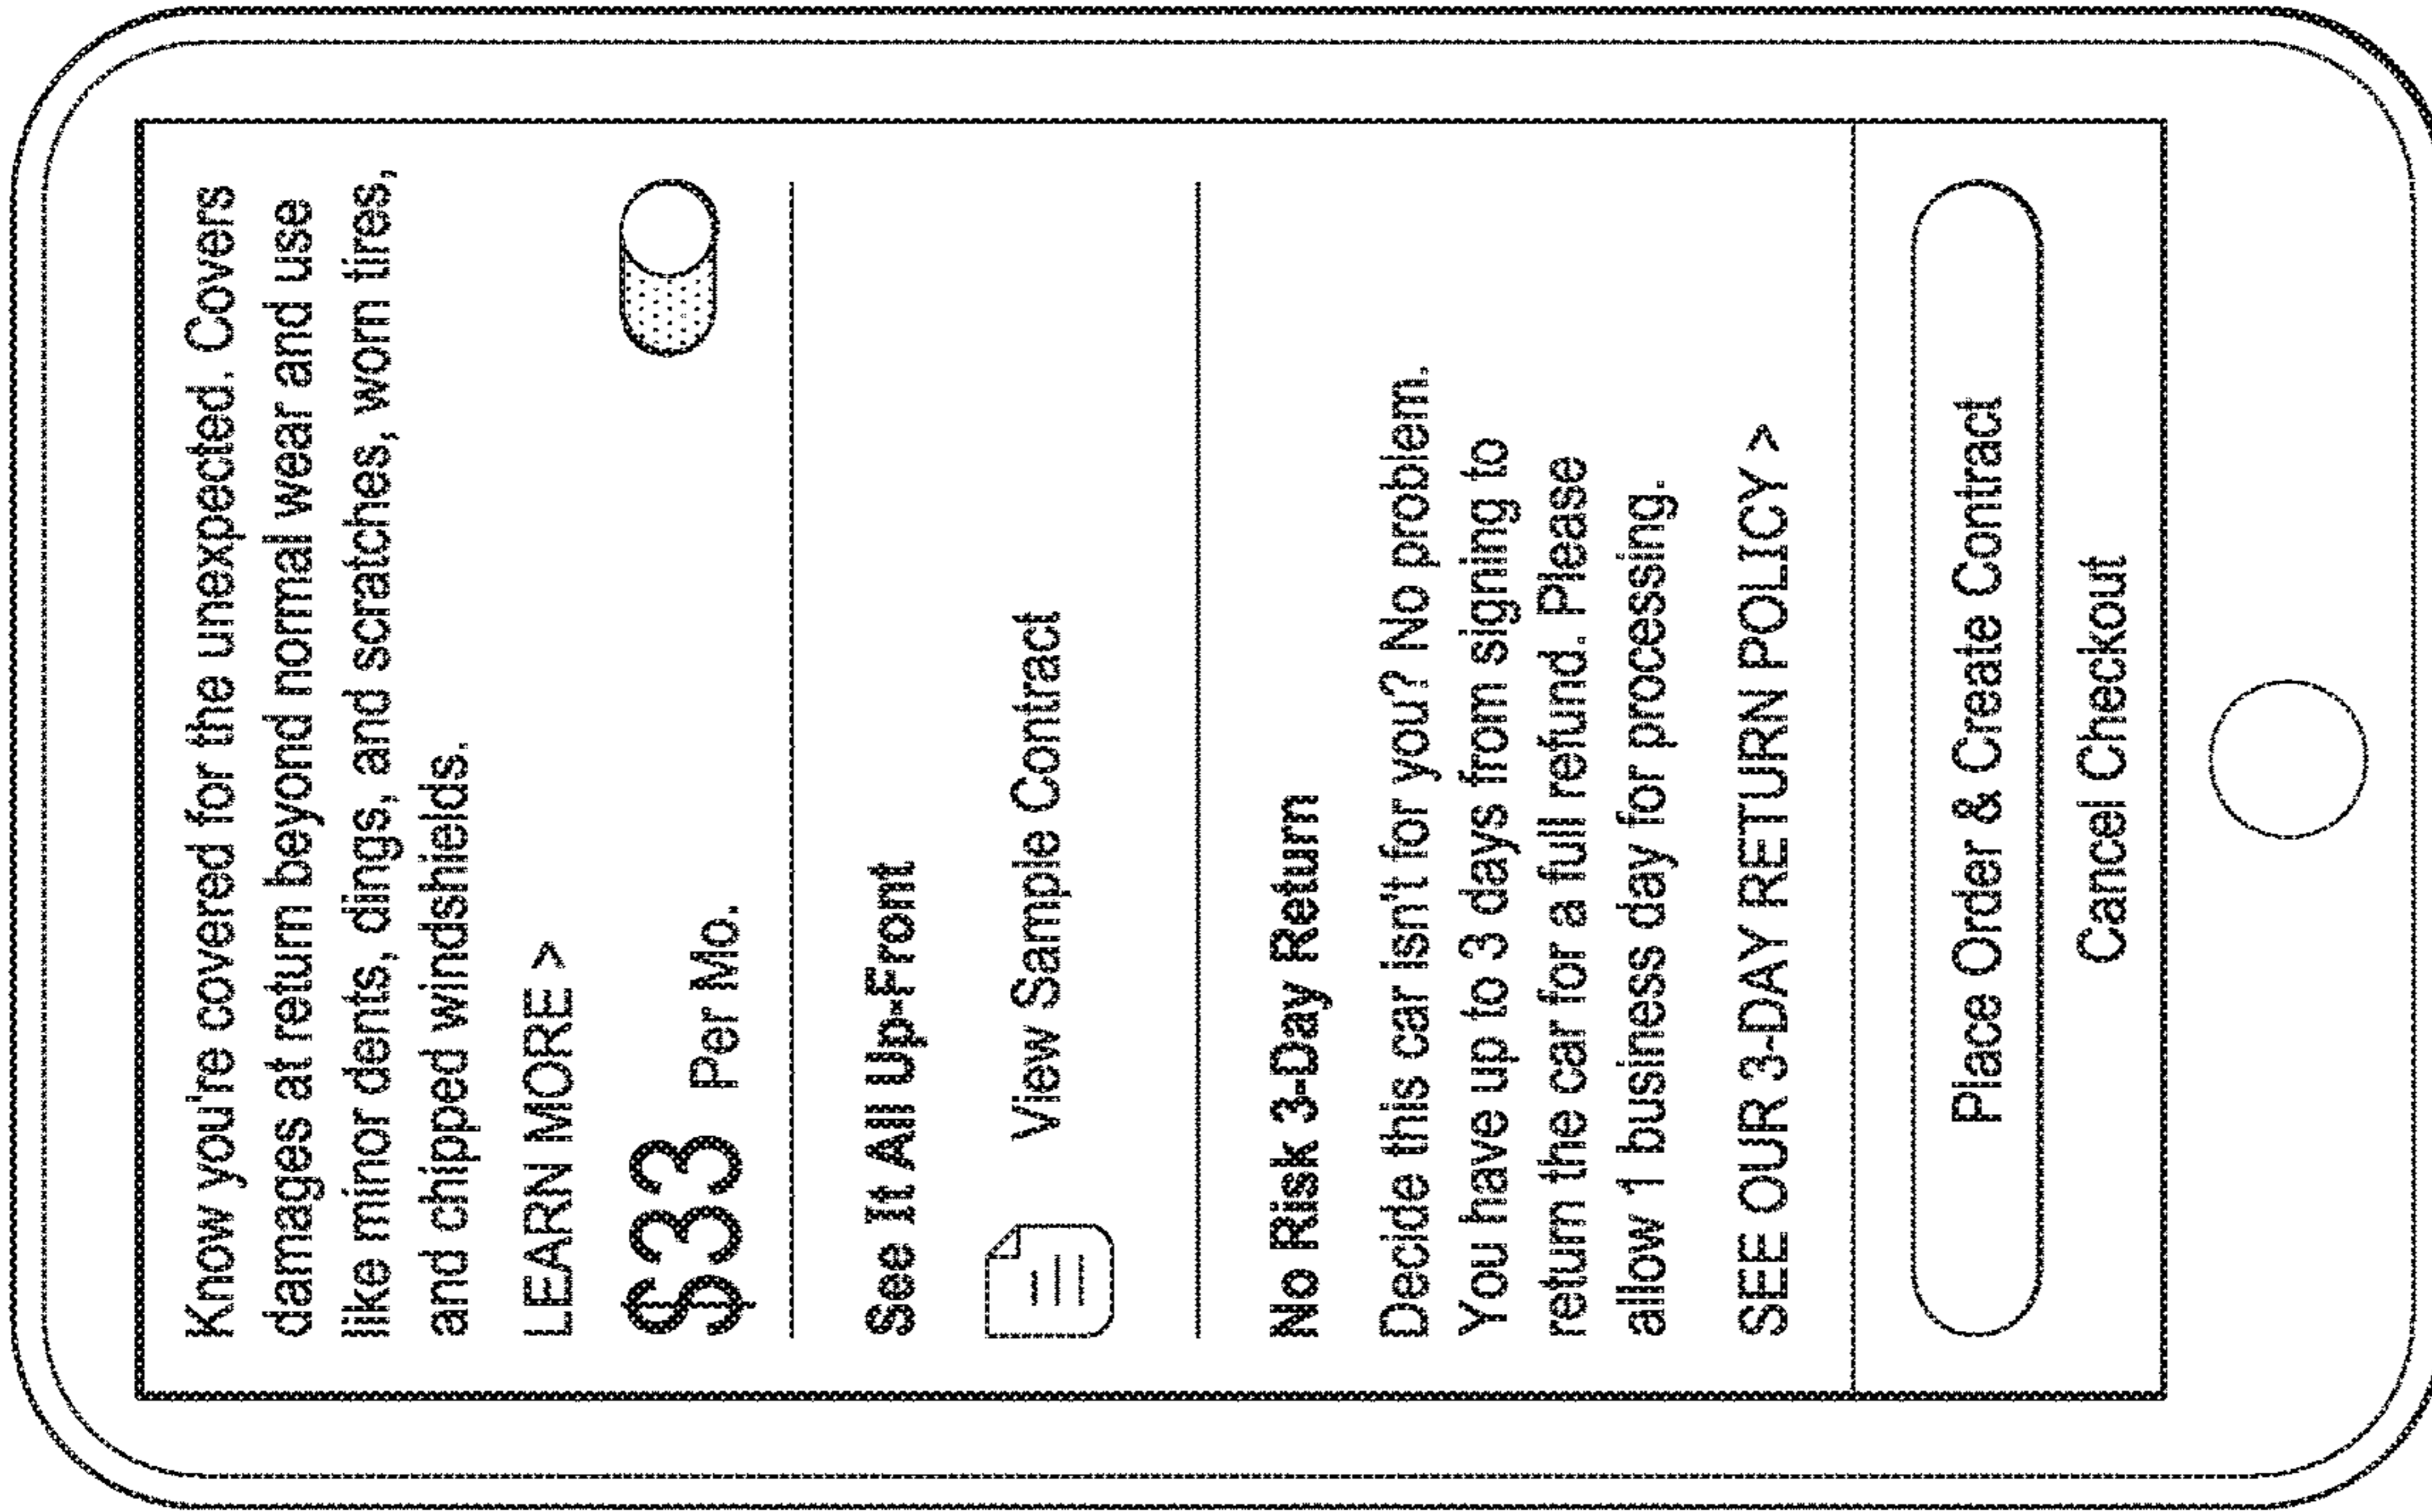 Know you're covered for the unexpected. Covers
damages at return beyond normal wear and use
like minor dents, dings, and scratches, worn tires,
and chipped windshields.
LEARN MORE >
$33 Per Mo.
See It All Up-Front
View Sample Contract
No Risk 3-Day Return
Decide this car isn't for you? No problem.
You have up to 3 days from signing to
return the car for a full refund. Please
allow 1 business day for processing.
SEE OUR 3-DAY RETURN POLICY >
Place Order & Create Contract
Cancel Checkout